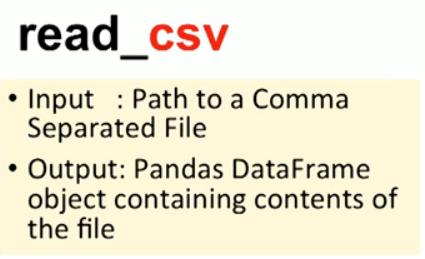 read_csv
• Input : Path to a Comma
Separated File
• Output: Pandas DataFrame
object containing contents of
the file